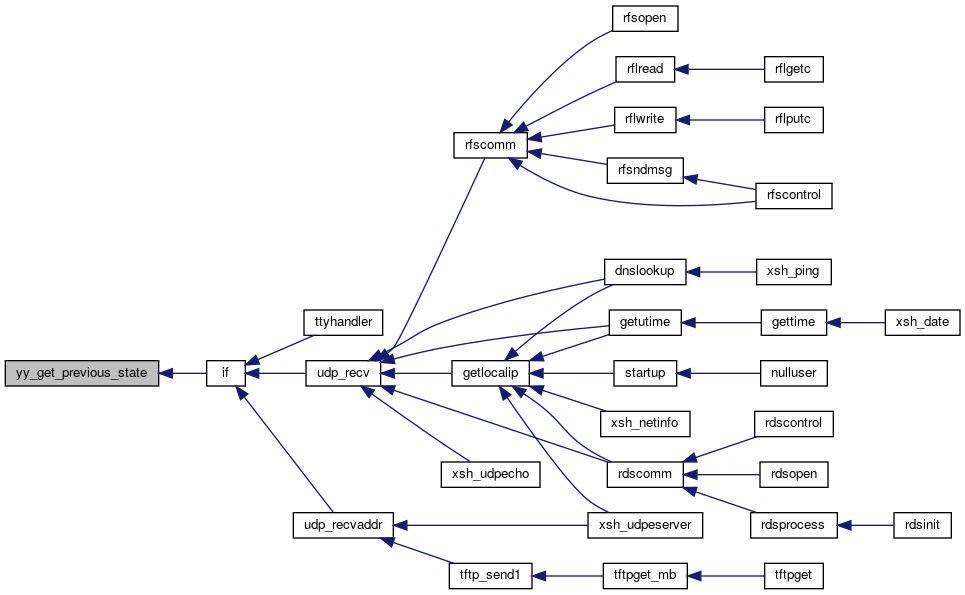 rfsopen
rflread
rflgetc
rflwrite
rflputc
rfscomm
rfsndmsg
rfscontrol
dnslookup
xsh_ping
ttyhandler
getutime
gettime
xsh_date
yy_get_previous_state
if
udp_recv
getlocalip
startup
nulluser
xsh_netinfo
rdscontrol
xsh_udpecho
rdscomm
rdsopen
udp_recvaddr
xsh_udpeserver
rdsprocess
rdsinit
tftp_send1
tftpget_mb
tftpget